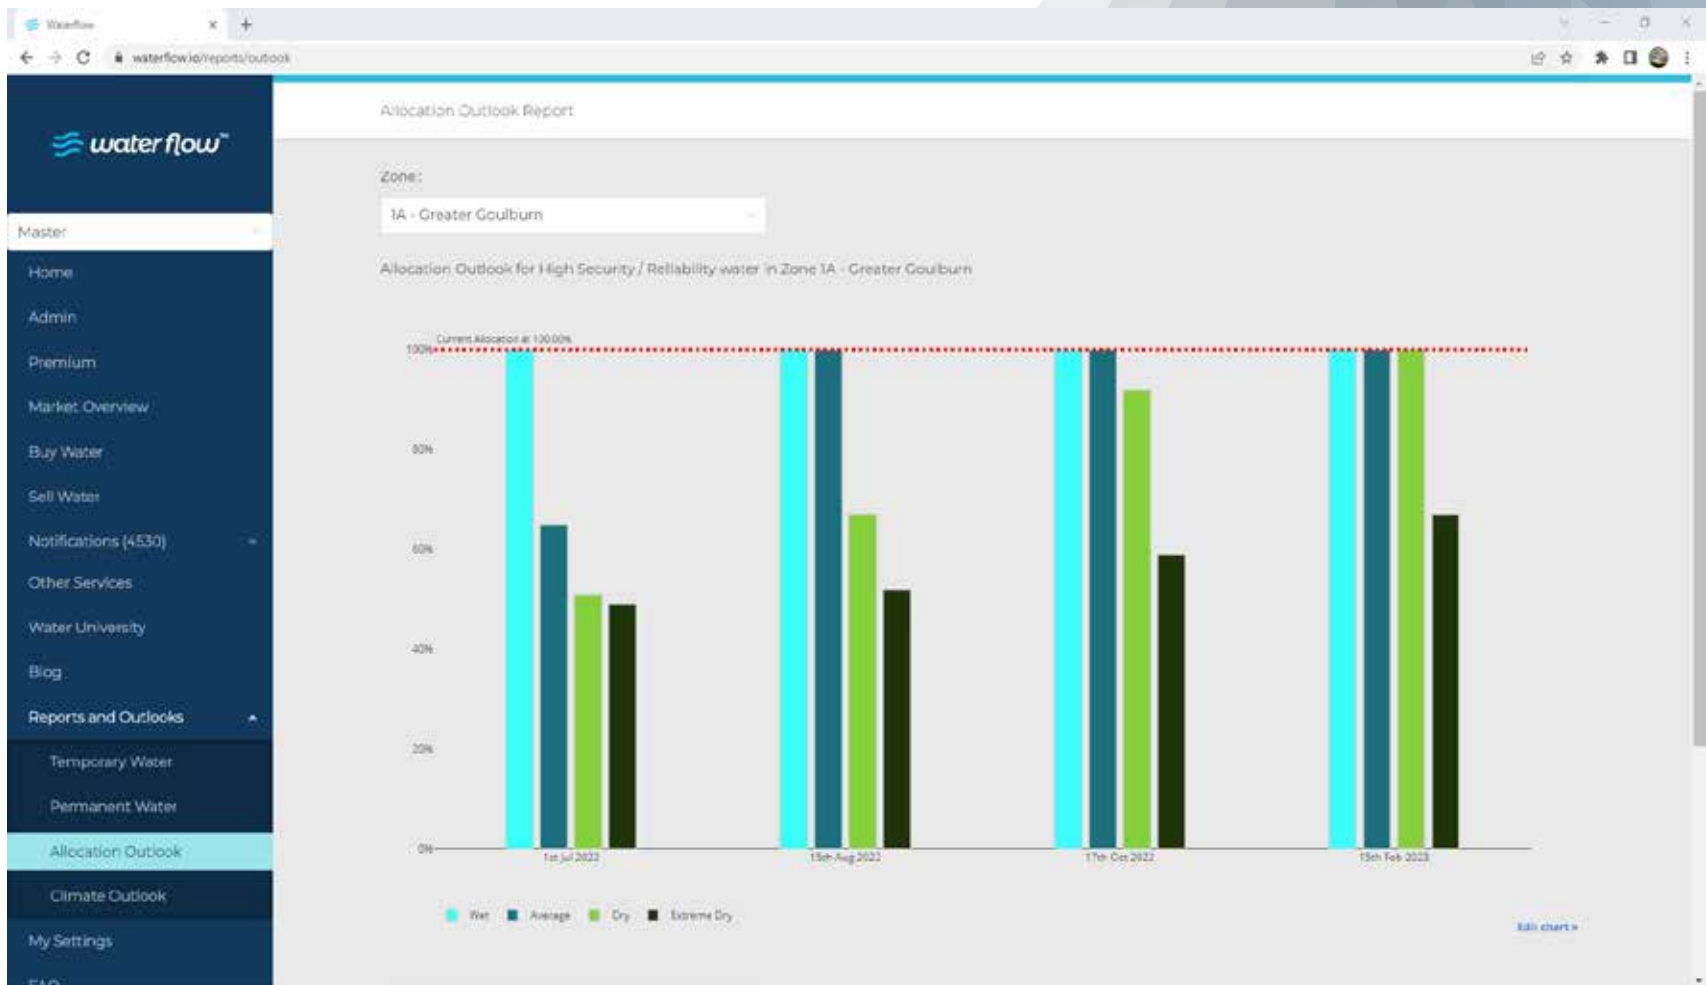 Waterflow
waterflow.io/reports/outlook
water flow™
Master
Home
Admin
Premium
Market Overview
Buy Water
Sell Water
Notifications (4530)
Other Services
Water University
Blog
Reports and Outlooks
Temporary Water
Permanent Water
Allocation Outlook
Climate Outlook
My Settings
FAQ
Allocation Outlook Report
Zone:
1A - Greater Goulburn
Allocation Outlook for High Security / Reliability water in Zone 1A - Greater Goulburn
Current Allocation at 100.00%
100%
80%
60%
40%
20%
0%
1st Jul 2022
15th Aug 2022
17th Oct 2022
15th Feb 2023
Wet Average Dry Extreme Dry
Edit chart »